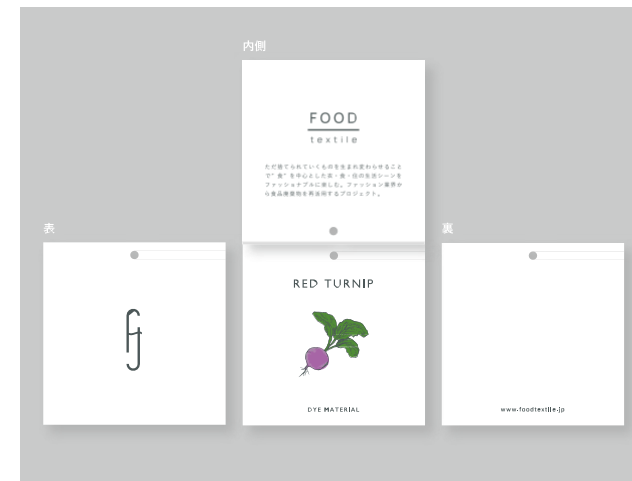 内側
FOOD
textile
ただ捨てられていくものを生まれ変わらせること
で“食”を中心とした衣・食・住の生活シーンを
ファッショナブルに楽しむ。ファッション業界か
ら食品廃棄物を再活用するプロジェクト。
表
裏
RED TURNIP
DYE MATERIAL
www.foodtextile.jp